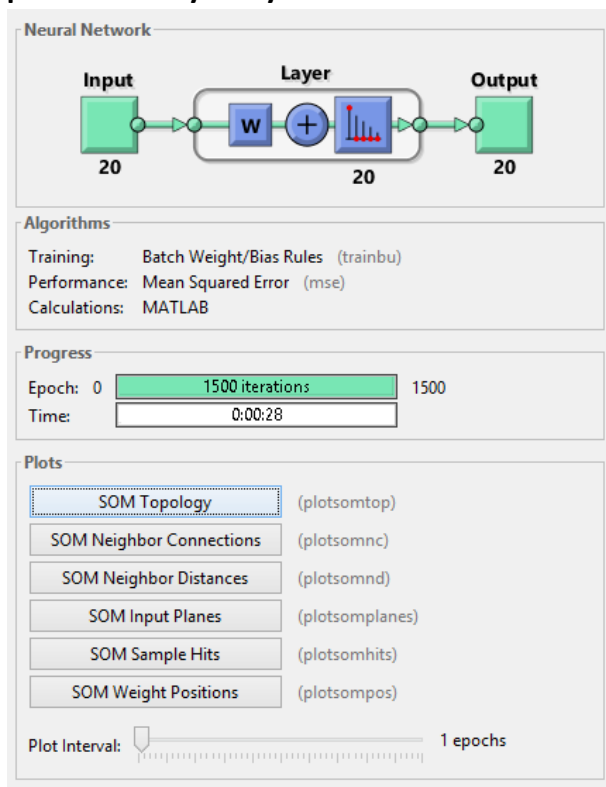 Neural Network
Input
Layer
Output
W
+
20
20
20
Algorithms
Training: Batch Weight/Bias Rules (trainbu)
Performance: Mean Squared Error (mse)
Calculations: MATLAB
Progress
Epoch: 0 1500 iterations 1500
Time: 0:00:28
Plots
SOM Topology (plotsomtop)
SOM Neighbor Connections (plotsomnc)
SOM Neighbor Distances (plotsomnd)
SOM Input Planes (plotsomplanes)
SOM Sample Hits (plotsomhits)
SOM Weight Positions (plotsompos)
Plot Interval: 1 epochs